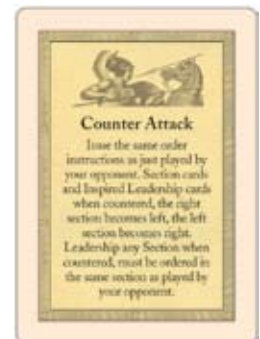 Counter Attack
Issue the same order
instructions as just played by
your opponent. Section cards
and Inspired Leadership cards
when countered, the right
section becomes left, the left
section becomes right.
Leadership any Section when
countered, must be ordered in
the same section as played by
your opponent.